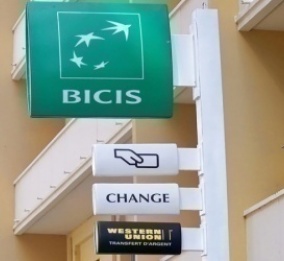 BICIS
CHANGE
WESTERN
UNION
TRANSFERT D'ARGENT